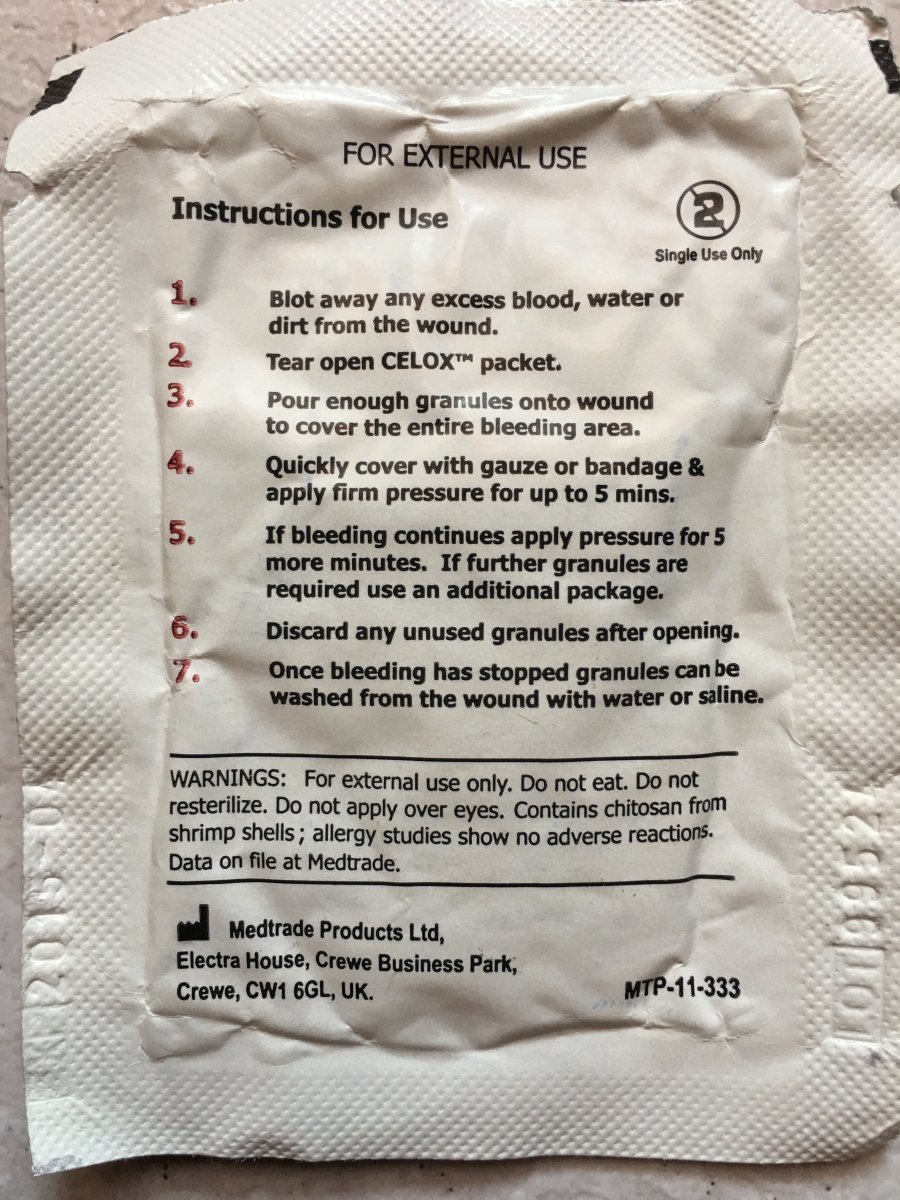 FOR EXTERNAL USE
Instructions for Use
2
Single Use Only
1. Blot away any excess blood, water or
dirt from the wound.
2. Tear open CELOX™ packet.
3. Pour enough granules onto wound
to cover the entire bleeding area.
4. Quickly cover with gauze or bandage &
apply firm pressure for up to 5 mins.
5. If bleeding continues apply pressure for 5
more minutes. If further granules are
required use an additional package.
6. Discard any unused granules after opening.
7. Once bleeding has stopped granules can be
washed from the wound with water or saline.
WARNINGS: For external use only. Do not eat. Do not
resterilize. Do not apply over eyes. Contains chitosan from
shrimp shells; allergy studies show no adverse reactions.
Data on file at Medtrade.
Medtrade Products Ltd,
Electra House, Crewe Business Park,
Crewe, CW1 6GL, UK.
MTP-11-333